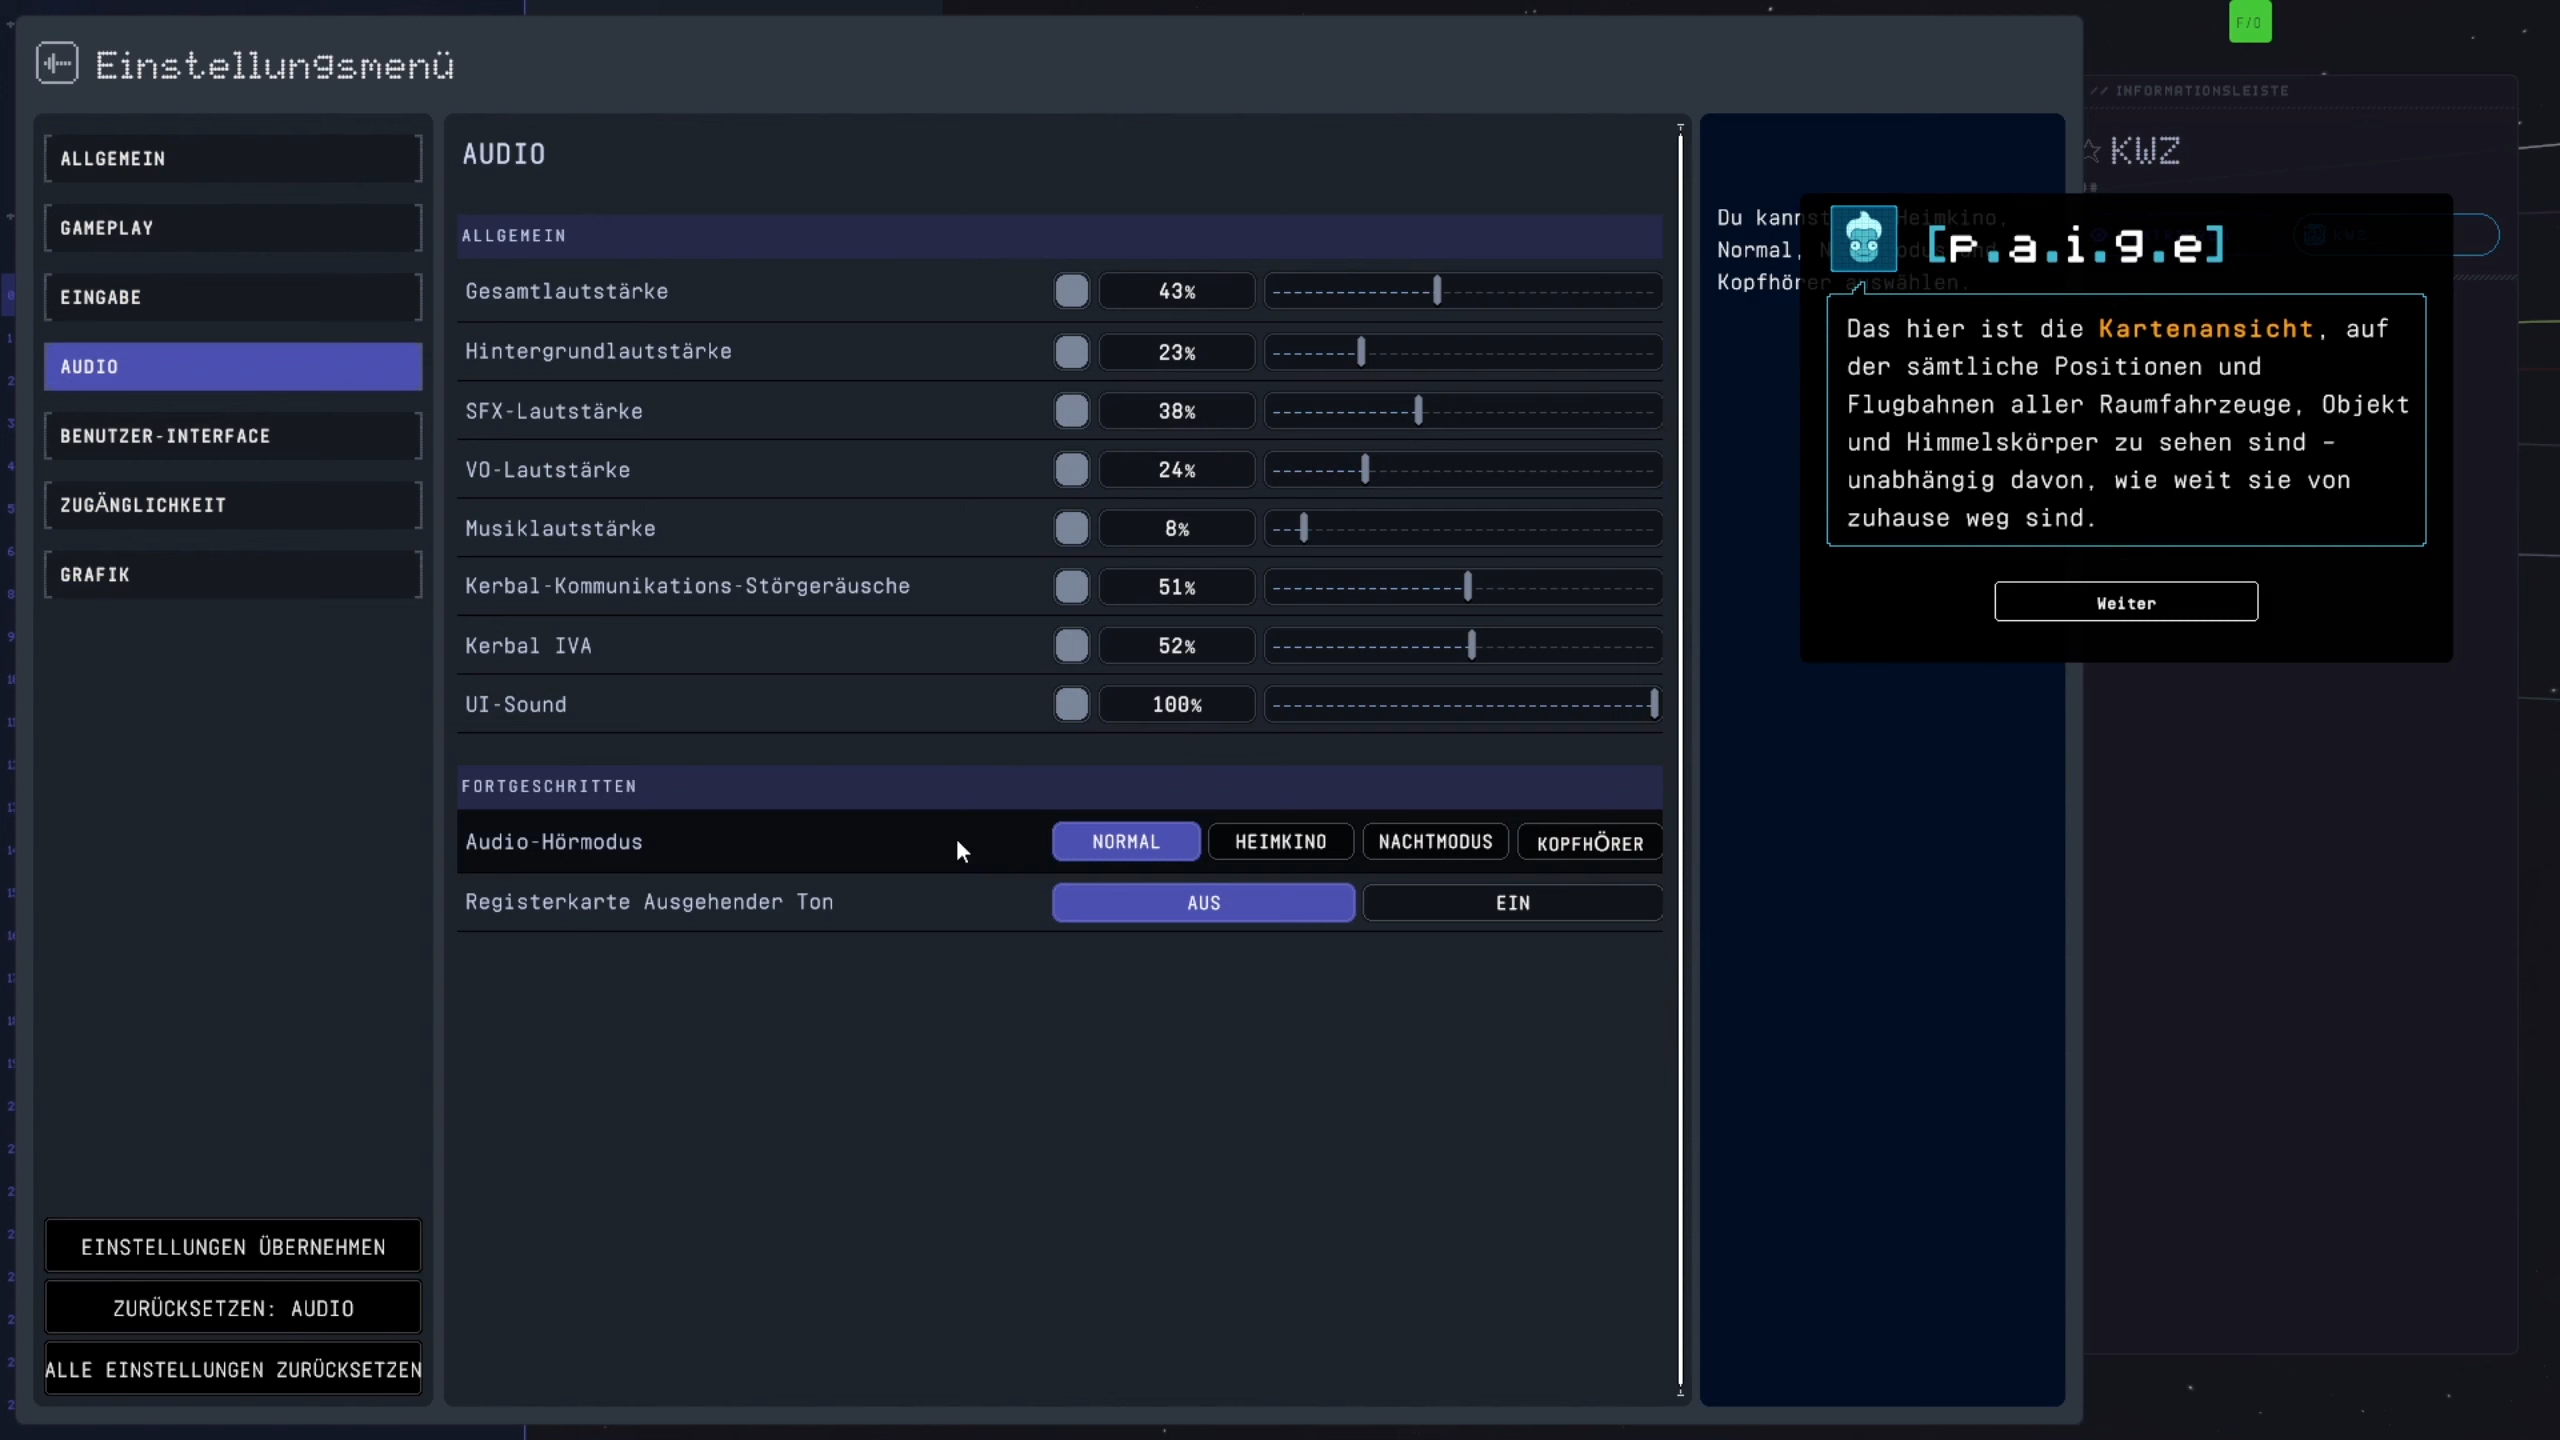 Einstellungsmenü
ALLGEMEIN
GAMEPLAY
EINGABE
AUDIO
BENUTZER-INTERFACE
ZUGÄNGLICHKEIT
GRAFIK
EINSTELLUNGEN ÜBERNEHMEN
ZURÜCKSETZEN: AUDIO
ALLE EINSTELLUNGEN ZURÜCKSETZEN
AUDIO
ALLGEMEIN
Gesamtlautstärke 43%
Hintergrundlautstärke 23%
SFX-Lautstärke 38%
VO-Lautstärke 24%
Musiklautstärke 8%
Kerbal-Kommunikations-Störgeräusche 51%
Kerbal IVA 52%
UI-Sound 100%
FORTGESCHRITTEN
Audio-Hörmodus NORMAL HEIMKINO NACHTMODUS KOPFHÖRER
Registerkarte Ausgehender Ton AUS EIN
Du kannst Heimkino,
Normal,
Kopfhörer auswählen.
[p.a.i.g.e]
Das hier ist die Kartenansicht, auf
der sämtliche Positionen und
Flugbahnen aller Raumfahrzeuge, Objekt
und Himmelskörper zu sehen sind –
unabhängig davon, wie weit sie von
zuhause weg sind.
Weiter
F/O
// INFORMATIONSLEISTE
KWZ